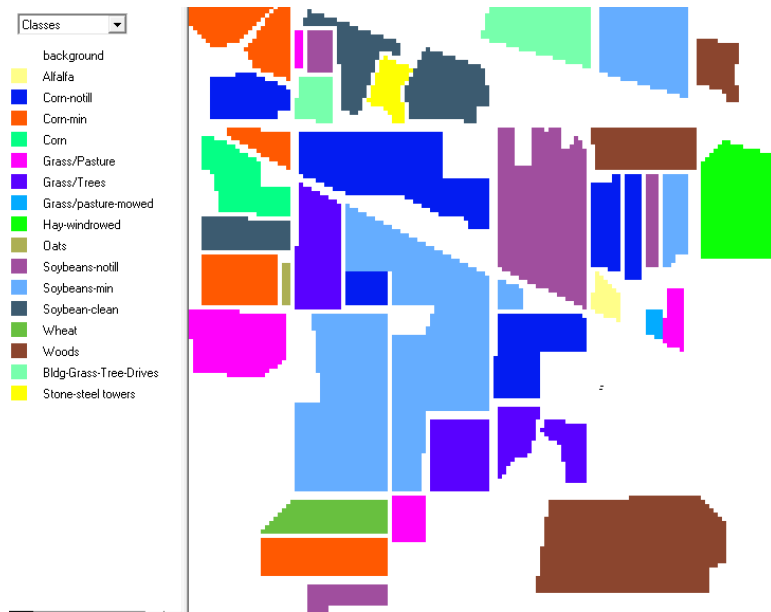 Classes
background
Alfalfa
Corn-notill
Corn-min
Corn
Grass/Pasture
Grass/Trees
Grass/pasture-mowed
Hay-windrowed
Oats
Soybeans-notill
Soybeans-min
Soybean-clean
Wheat
Woods
Bldg-Grass-Tree-Drives
Stone-steel towers